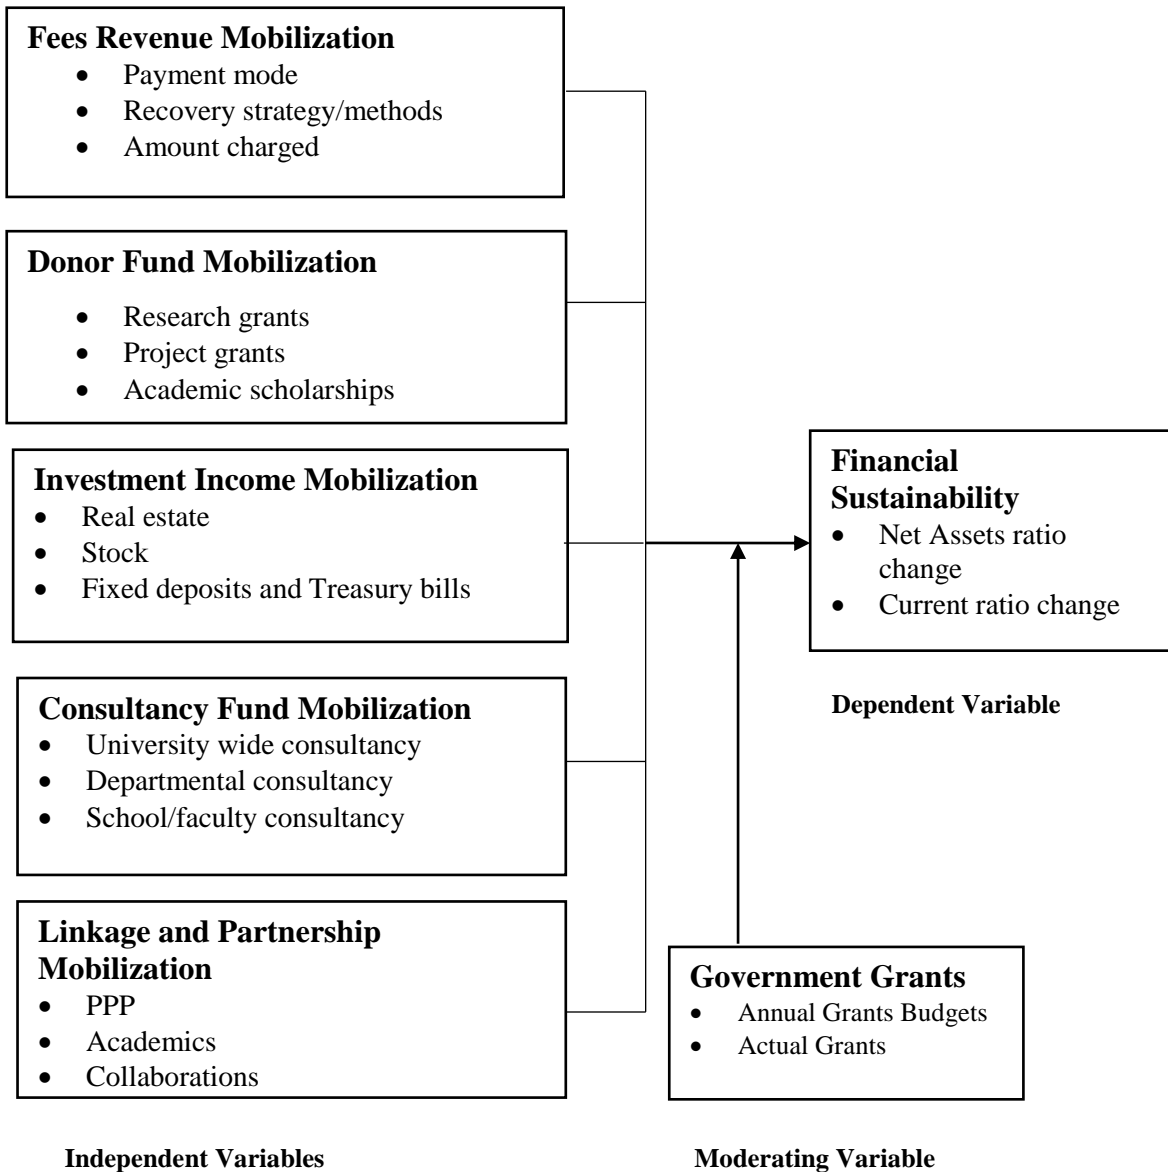 Fees Revenue Mobilization
• Payment mode
• Recovery strategy/methods
• Amount charged
Donor Fund Mobilization
• Research grants
• Project grants
• Academic scholarships
Investment Income Mobilization
• Real estate
• Stock
• Fixed deposits and Treasury bills
Consultancy Fund Mobilization
• University wide consultancy
• Departmental consultancy
• School/faculty consultancy
Linkage and Partnership
Mobilization
• PPP
• Academics
• Collaborations
Independent Variables
Financial
Sustainability
• Net Assets ratio
change
• Current ratio change
Dependent Variable
Government Grants
• Annual Grants Budgets
• Actual Grants
Moderating Variable